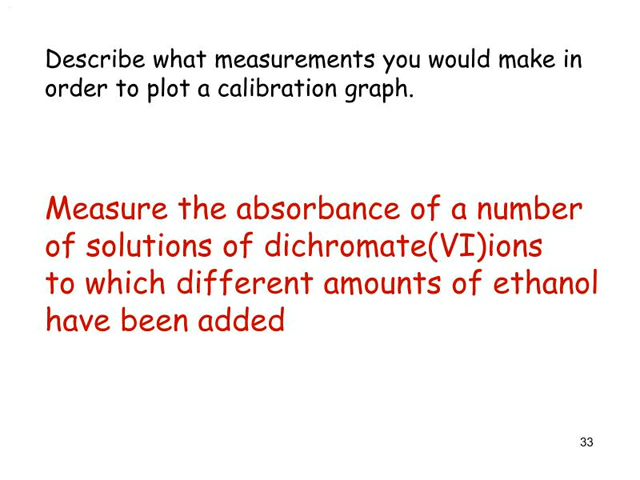 Describe what measurements you would make in
order to plot a calibration graph.
Measure the absorbance of a number
of solutions of dichromate(VI)ions
to which different amounts of ethanol
have been added
33